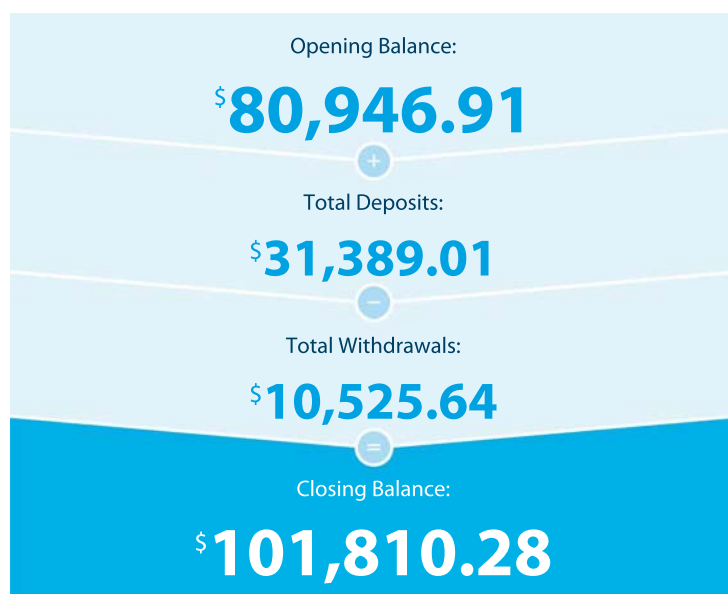 Opening Balance:
$80,946.91
+
Total Deposits:
$31,389.01
−
Total Withdrawals:
$10,525.64
=
Closing Balance:
$101,810.28